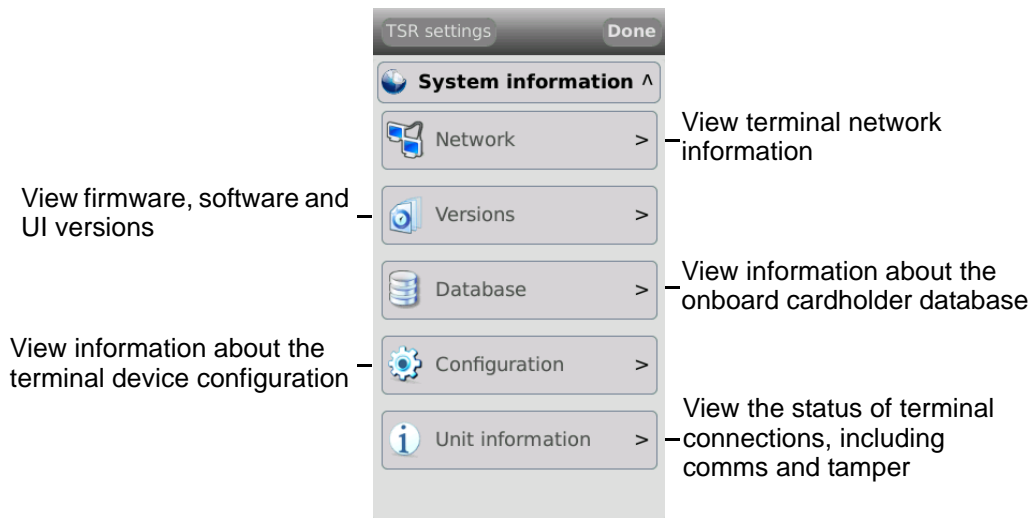 TSR settings Done
System information ^
Network >
View terminal network
information
View firmware, software and
UI versions
Versions >
Database >
View information about the
onboard cardholder database
View information about the
terminal device configuration
Configuration >
Unit information >
View the status of terminal
connections, including
comms and tamper